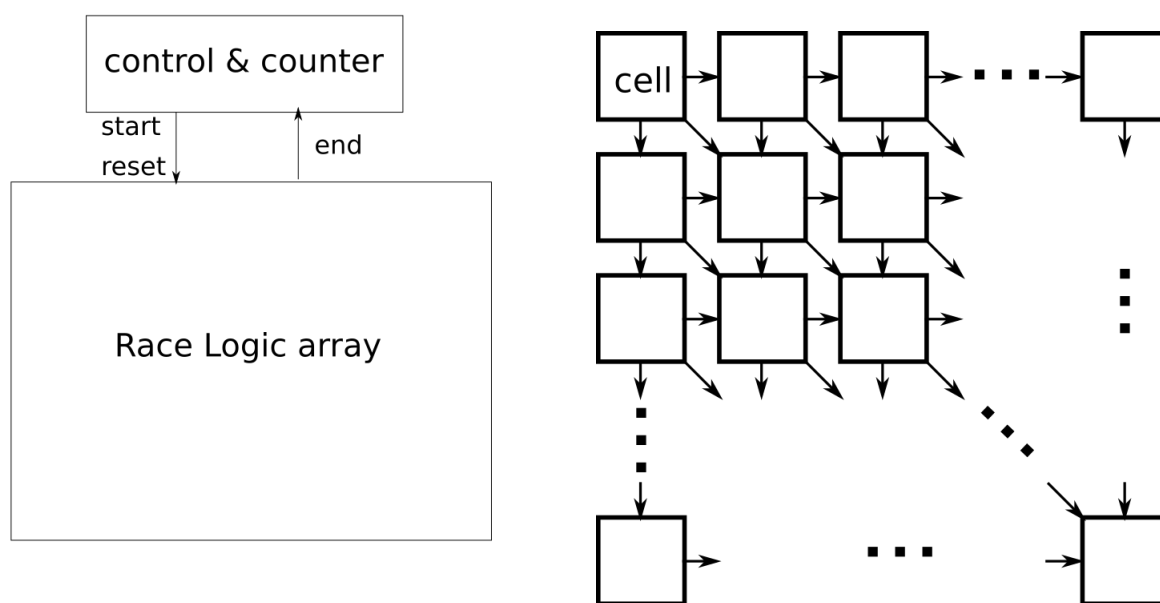 control & counter
start
reset
end
Race Logic array
cell